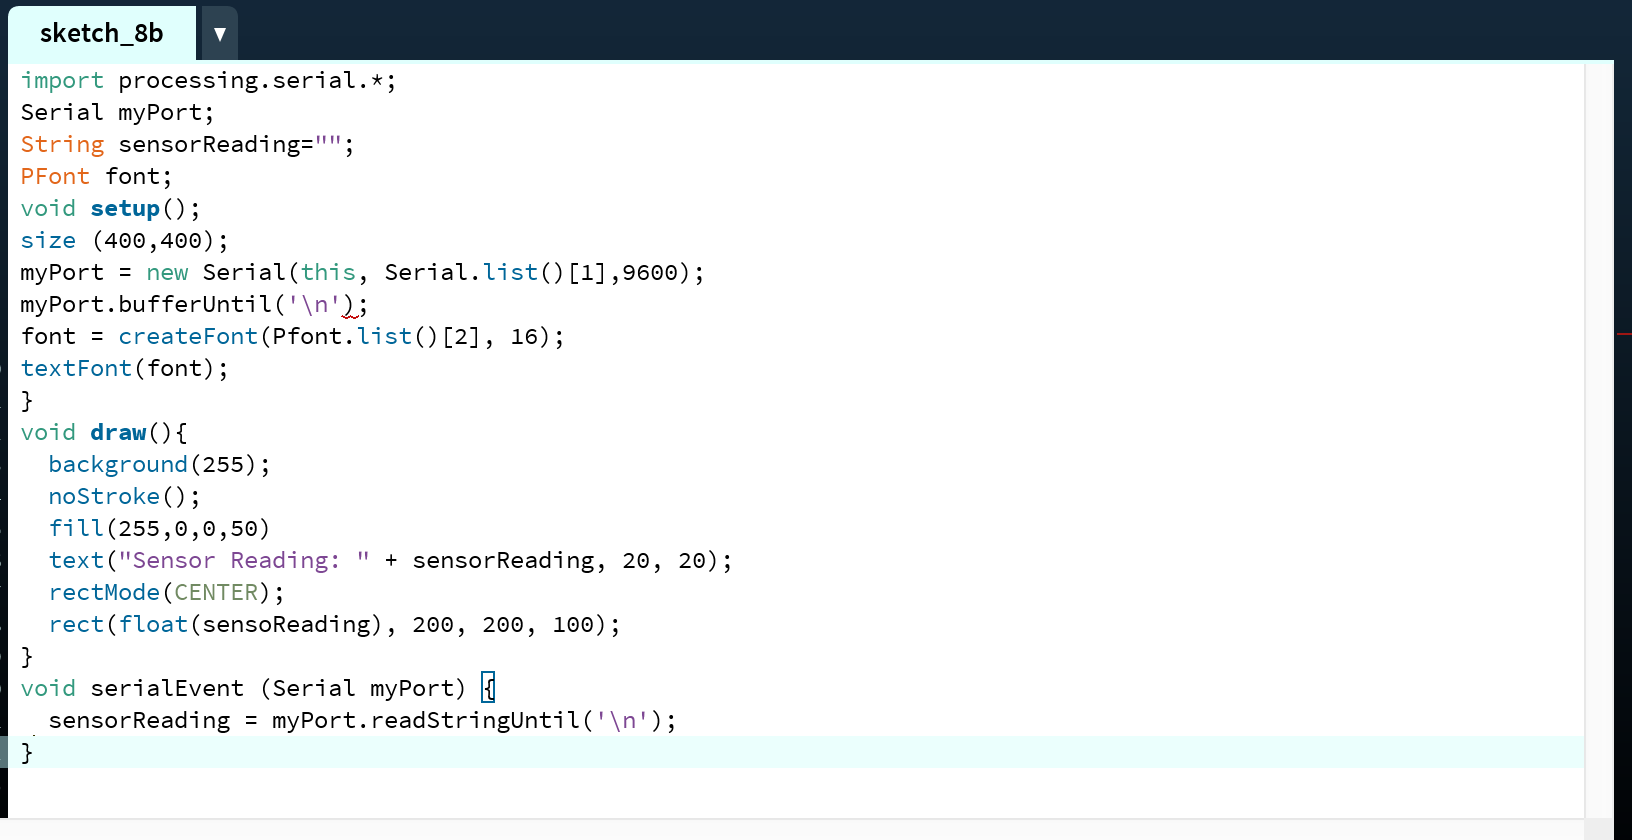 sketch_8b ▼
import processing.serial.*;
Serial myPort;
String sensorReading="";
PFont font;
void setup();
size (400,400);
myPort = new Serial(this, Serial.list()[1],9600);
myPort.bufferUntil('\n');
font = createFont(Pfont.list()[2], 16);
textFont(font);
}
void draw(){
  background(255);
  noStroke();
  fill(255,0,0,50)
  text("Sensor Reading: " + sensorReading, 20, 20);
  rectMode(CENTER);
  rect(float(sensoReading), 200, 200, 100);
}
void serialEvent (Serial myPort) {
  sensorReading = myPort.readStringUntil('\n');
}